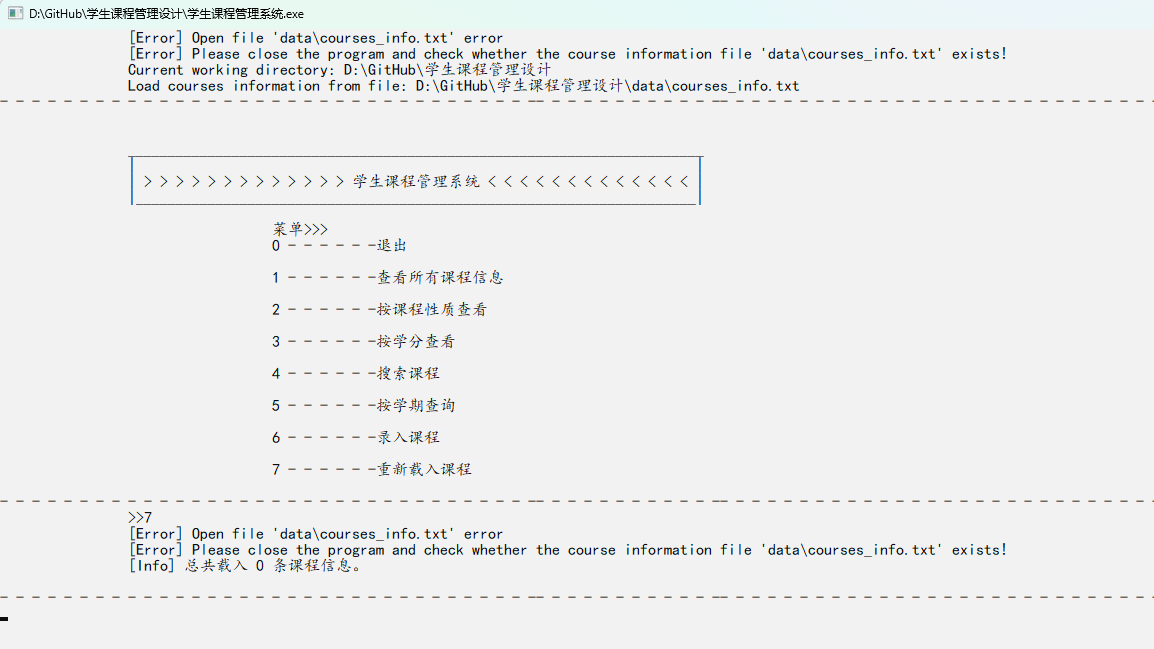 D:\GitHub\学生课程管理设计\学生课程管理系统.exe
[Error] Open file 'data\courses_info.txt' error
[Error] Please close the program and check whether the course information file 'data\courses_info.txt' exists!
Current working directory: D:\GitHub\学生课程管理设计
Load courses information from file: D:\GitHub\学生课程管理设计\data\courses_info.txt
> > > > > > > > > > > > > 学生课程管理系统 < < < < < < < < < < < < <
菜单>>>
0 - - - - - -退出
1 - - - - - -查看所有课程信息
2 - - - - - -按课程性质查看
3 - - - - - -按学分查看
4 - - - - - -搜索课程
5 - - - - - -按学期查询
6 - - - - - -录入课程
7 - - - - - -重新载入课程
>>7
[Error] Open file 'data\courses_info.txt' error
[Error] Please close the program and check whether the course information file 'data\courses_info.txt' exists!
[Info] 总共载入 0 条课程信息。